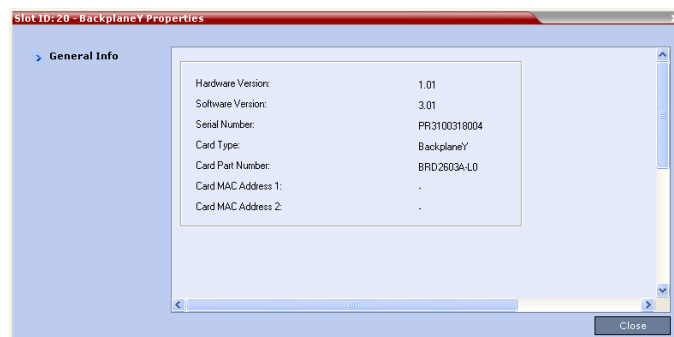 Slot ID: 20 - BackplaneY Properties
General Info
Hardware Version: 1.01
Software Version: 3.01
Serial Number: PR3100318004
Card Type: BackplaneY
Card Part Number: BRD2603A-L0
Card MAC Address 1: -
Card MAC Address 2: -
Close